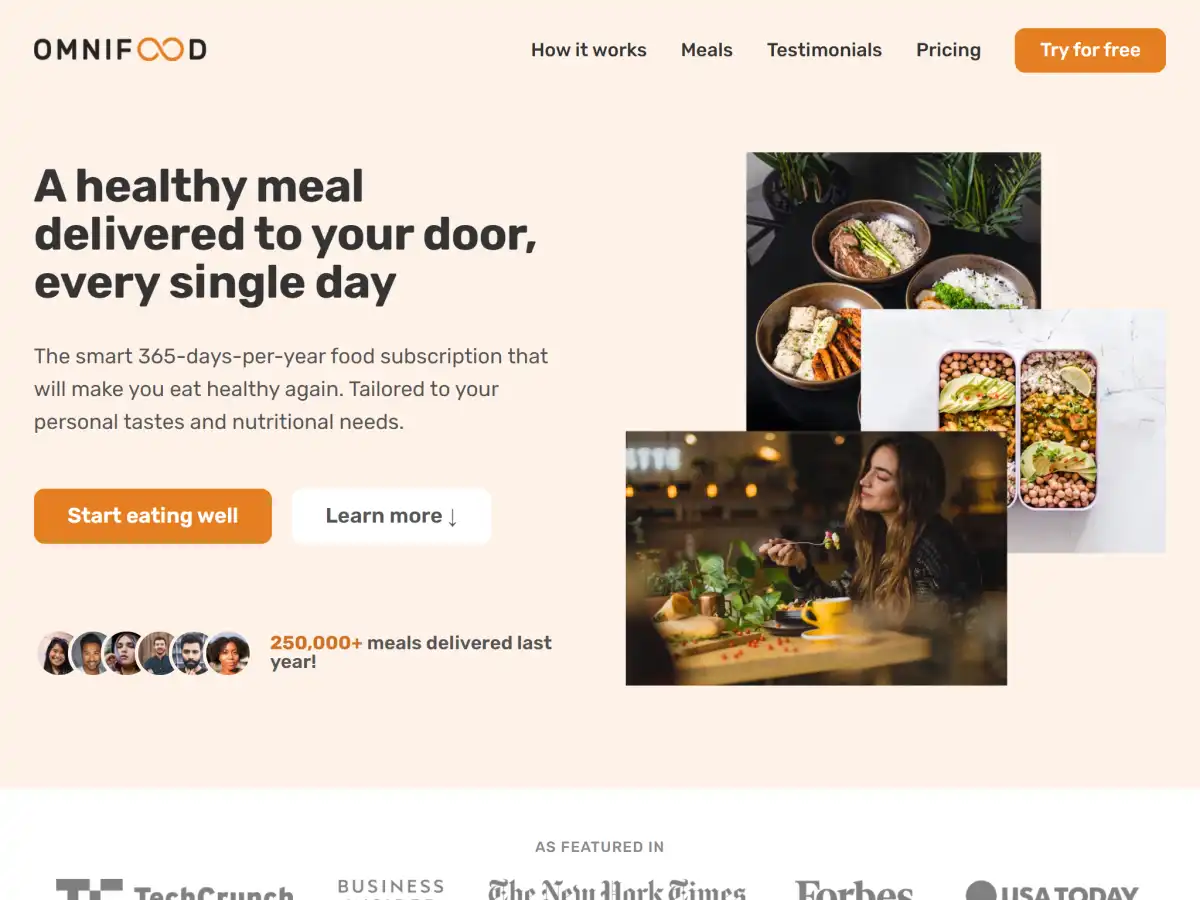 OMNIFOOD
How it works Meals Testimonials Pricing Try for free
A healthy meal
delivered to your door,
every single day
The smart 365-days-per-year food subscription that
will make you eat healthy again. Tailored to your
personal tastes and nutritional needs.
Start eating well Learn more ↓
250,000+ meals delivered last
year!
AS FEATURED IN
TechCrunch BUSINESS The New York Times Forbes USA TODAY